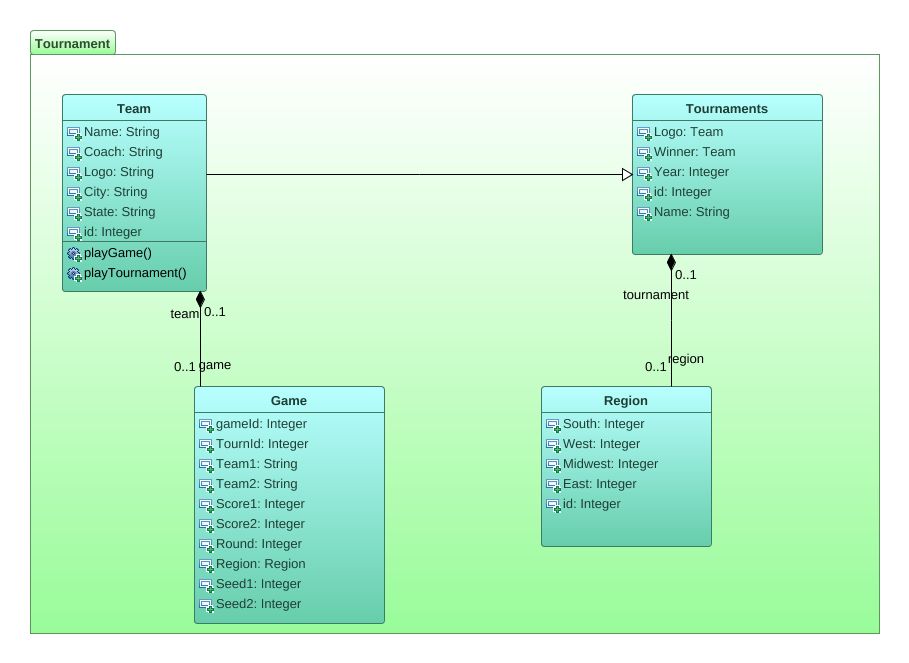 Tournament
Team
Name: String
Coach: String
Logo: String
City: String
State: String
id: Integer
playGame()
playTournament()
Tournaments
Logo: Team
Winner: Team
Year: Integer
id: Integer
Name: String
team 0..1
0..1 game
0..1
tournament
0..1 region
Game
gameId: Integer
TournId: Integer
Team1: String
Team2: String
Score1: Integer
Score2: Integer
Round: Integer
Region: Region
Seed1: Integer
Seed2: Integer
Region
South: Integer
West: Integer
Midwest: Integer
East: Integer
id: Integer